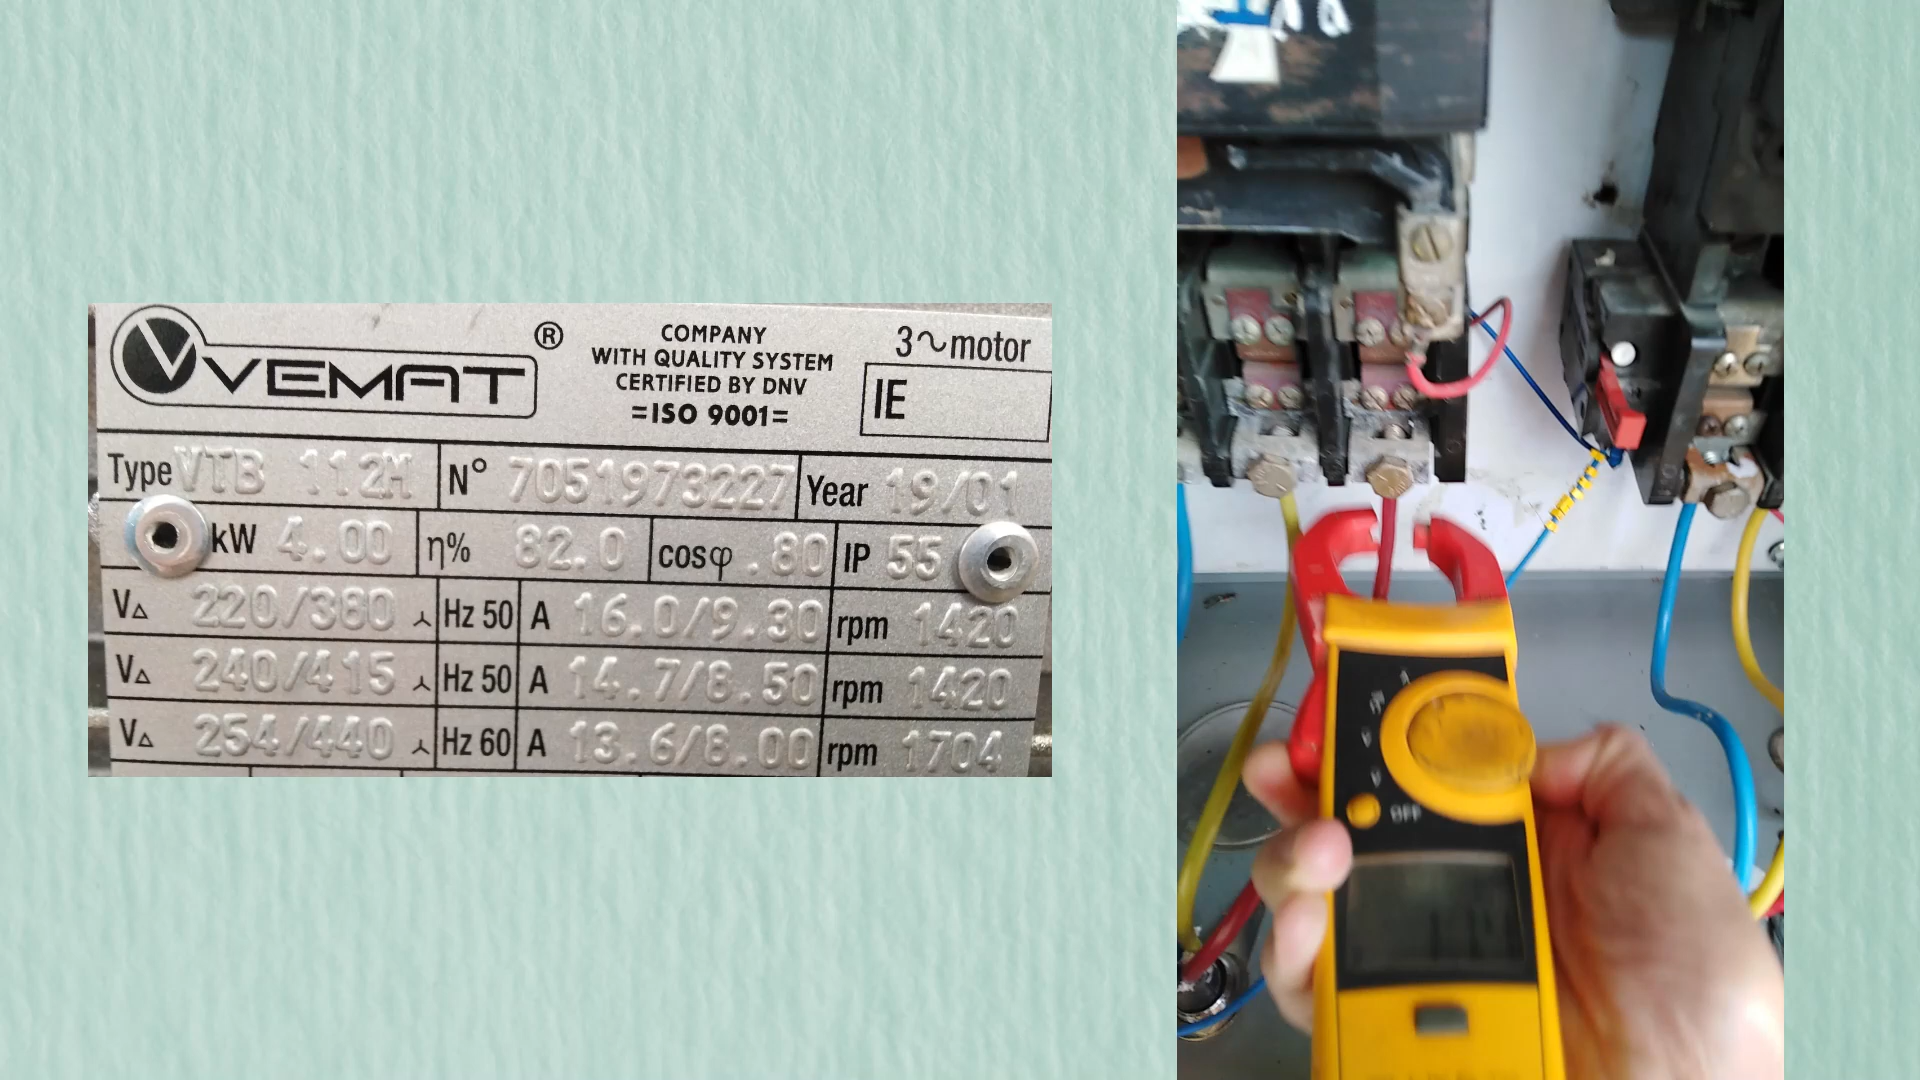 VEMAT ®
COMPANY
WITH QUALITY SYSTEM
CERTIFIED BY DNV
=ISO 9001=
3~motor
IE
Type VTB 112M N° 7051973227 Year 19/01
kW 4.00 η% 82.0 cosφ .80 IP 55
V△ 220/380 ⅄ Hz 50 A 16.0/9.30 rpm 1420
V△ 240/415 ⅄ Hz 50 A 14.7/8.50 rpm 1420
V△ 254/440 ⅄ Hz 60 A 13.6/8.00 rpm 1704
OFF